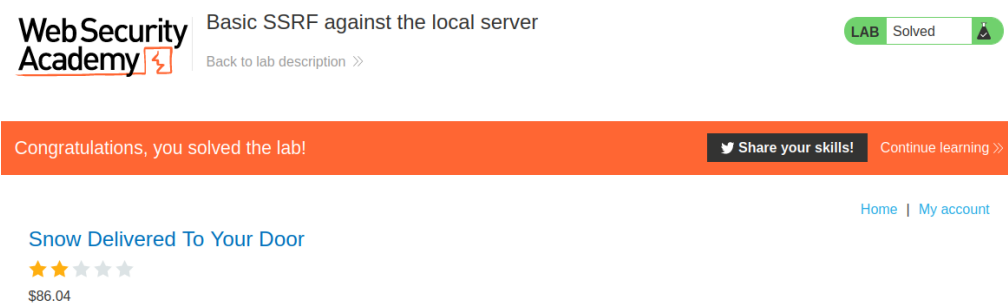 Web Security
Academy
Basic SSRF against the local server
Back to lab description
LAB Solved
Congratulations, you solved the lab!
Share your skills!
Continue learning
Home | My account
Snow Delivered To Your Door
$86.04